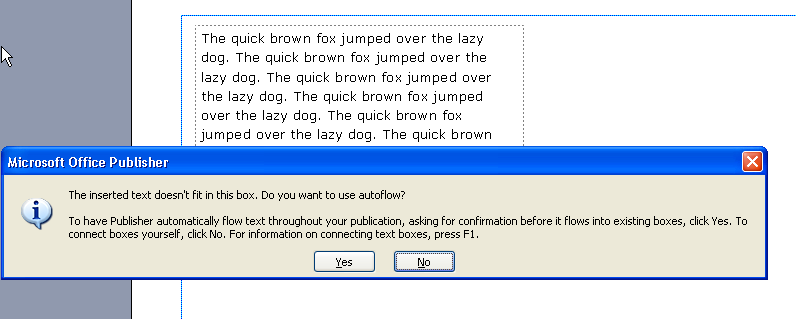 The quick brown fox jumped over the lazy
dog. The quick brown fox jumped over the
lazy dog. The quick brown fox jumped over
the lazy dog. The quick brown fox jumped
over the lazy dog. The quick brown fox
jumped over the lazy dog. The quick brown
Microsoft Office Publisher
The inserted text doesn't fit in this box. Do you want to use autoflow?
To have Publisher automatically flow text throughout your publication, asking for confirmation before it flows into existing boxes, click Yes. To
connect boxes yourself, click No. For information on connecting text boxes, press F1.
Yes No